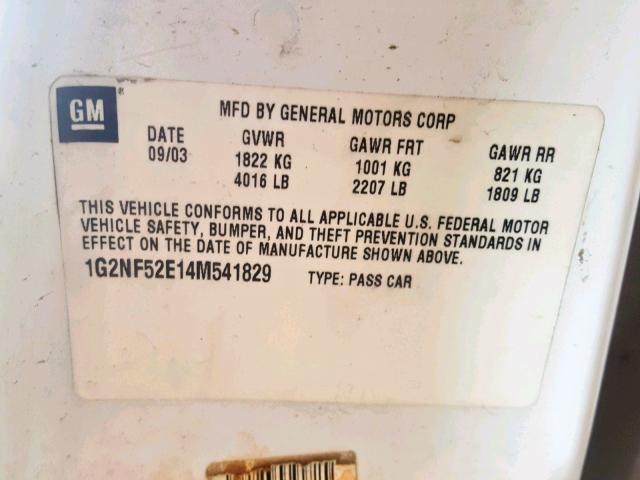 GM®
MFD BY GENERAL MOTORS CORP
DATE GVWR GAWR FRT GAWR RR
09/03 1822 KG 1001 KG 821 KG
4016 LB 2207 LB 1809 LB
THIS VEHICLE CONFORMS TO ALL APPLICABLE U.S. FEDERAL MOTOR
VEHICLE SAFETY, BUMPER, AND THEFT PREVENTION STANDARDS IN
EFFECT ON THE DATE OF MANUFACTURE SHOWN ABOVE.
1G2NF52E14M541829 TYPE: PASS CAR